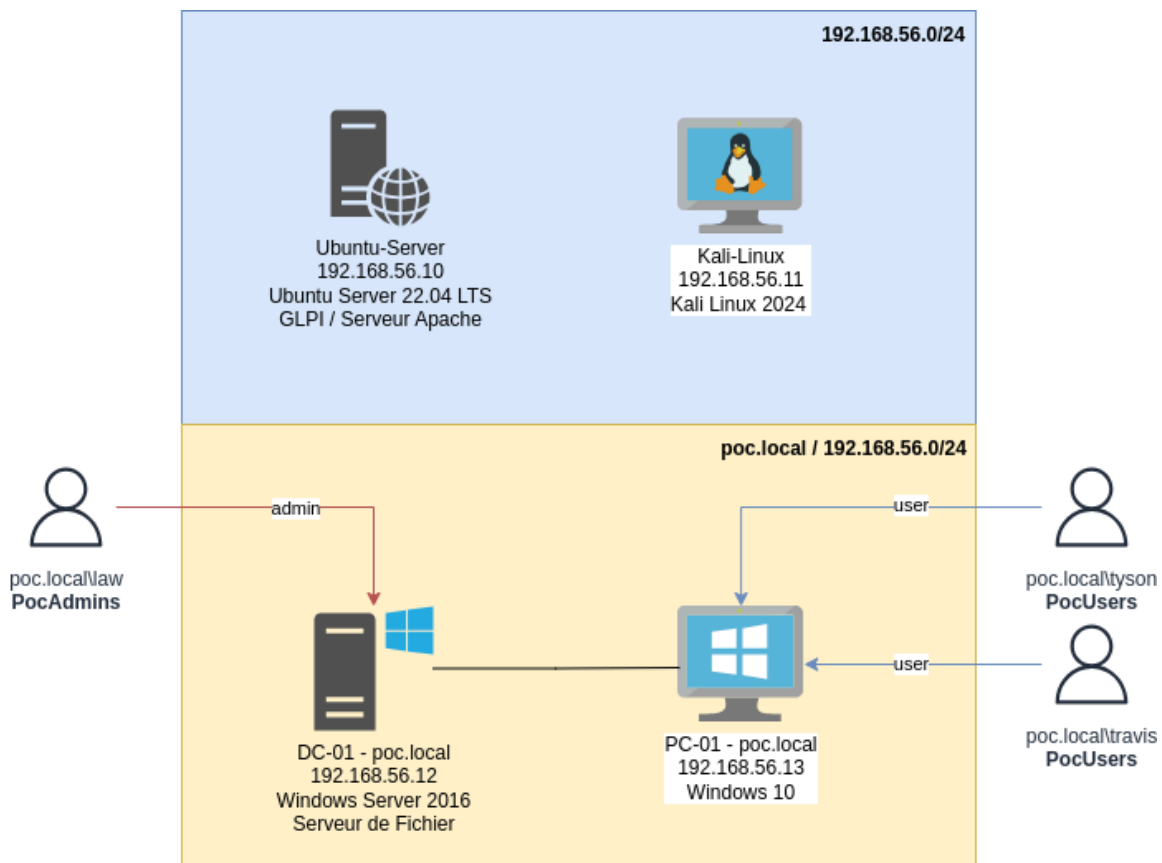 192.168.56.0/24
Ubuntu-Server
192.168.56.10
Ubuntu Server 22.04 LTS
GLPI / Serveur Apache
Kali-Linux
192.168.56.11
Kali Linux 2024
poc.local / 192.168.56.0/24
admin
user
poc.local\law
PocAdmins
poc.local\tyson
PocUsers
user
poc.local\travis
PocUsers
DC-01 - poc.local
192.168.56.12
Windows Server 2016
Serveur de Fichier
PC-01 - poc.local
192.168.56.13
Windows 10